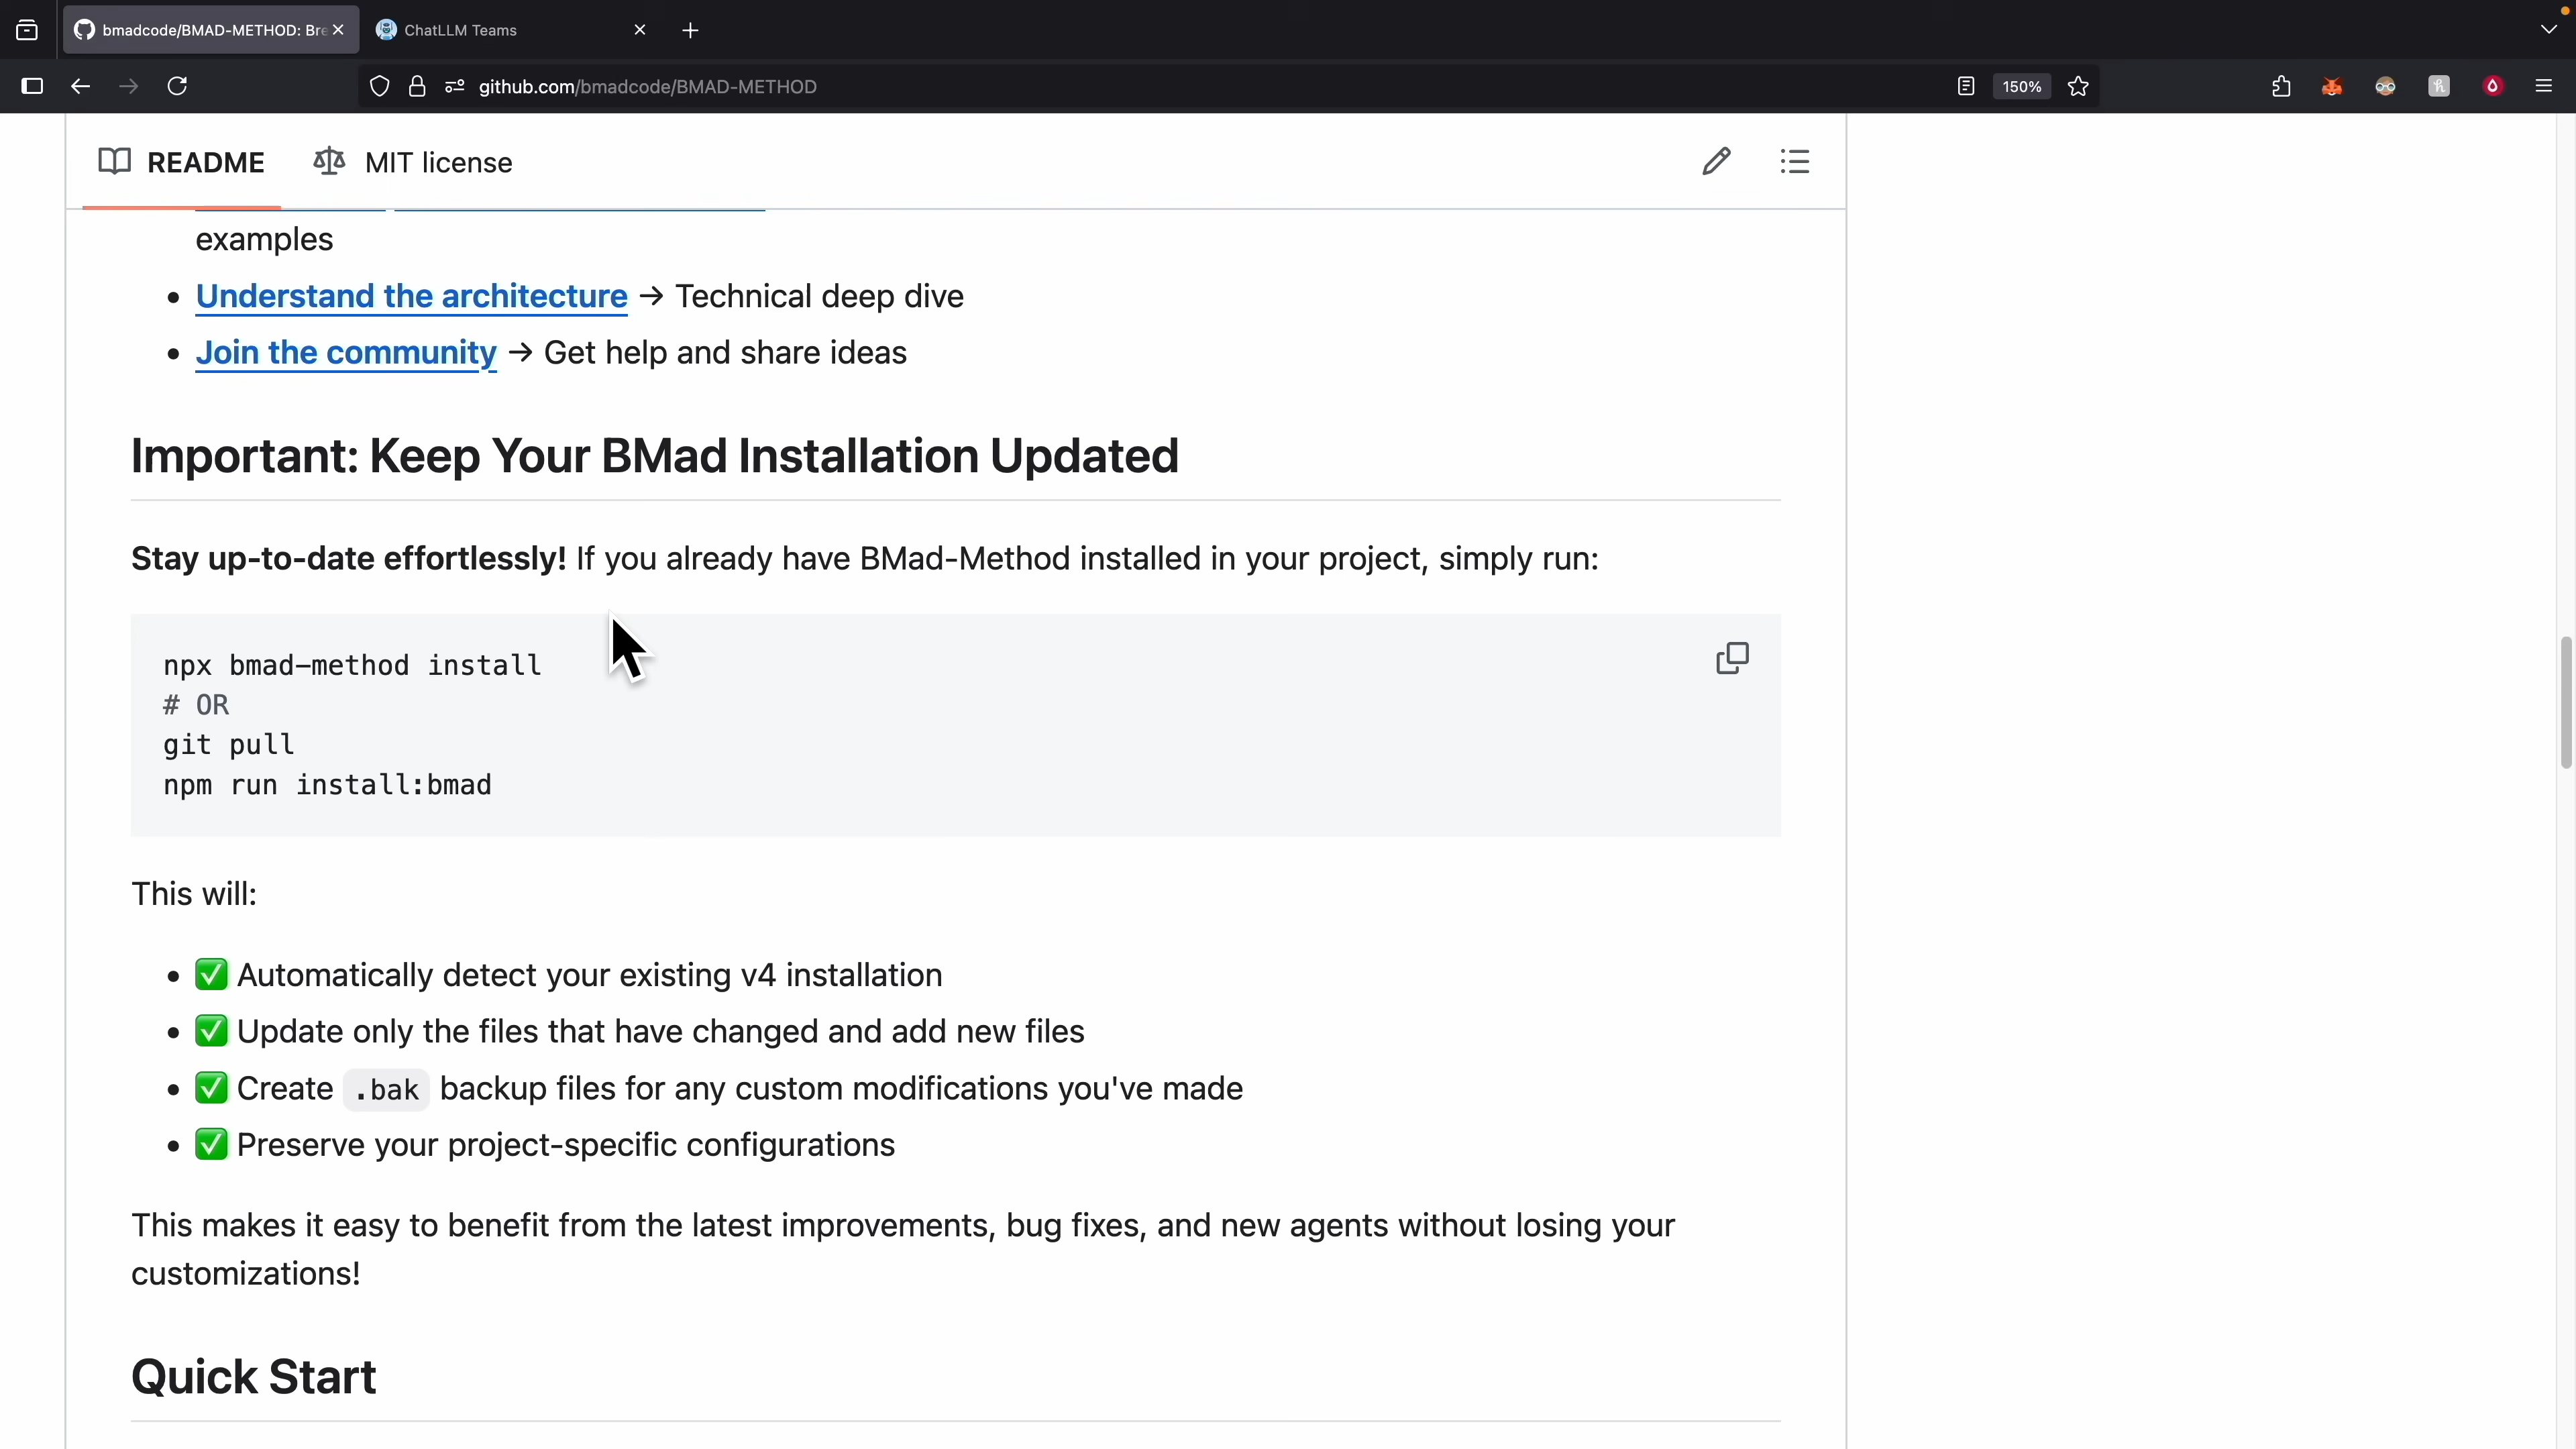 bmadcode/BMAD-METHOD: Bre
ChatLLM Teams
github.com/bmadcode/BMAD-METHOD
150%
README
MIT license
examples
• Understand the architecture → Technical deep dive
• Join the community → Get help and share ideas
Important: Keep Your BMad Installation Updated
Stay up-to-date effortlessly! If you already have BMad-Method installed in your project, simply run:
npx bmad-method install
# OR
git pull
npm run install:bmad
This will:
• ✅ Automatically detect your existing v4 installation
• ✅ Update only the files that have changed and add new files
• ✅ Create .bak backup files for any custom modifications you've made
• ✅ Preserve your project-specific configurations
This makes it easy to benefit from the latest improvements, bug fixes, and new agents without losing your
customizations!
Quick Start